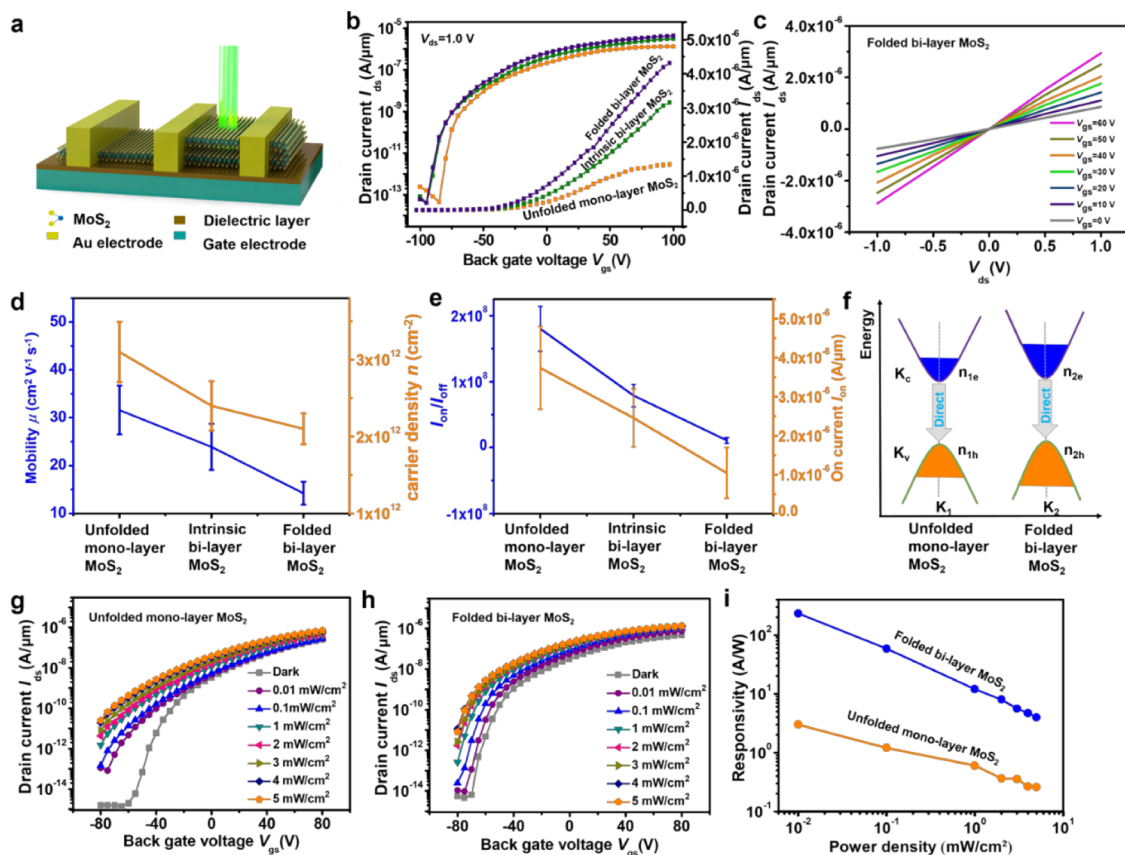 a
MoS2
Dielectric layer
Au electrode
Gate electrode
b
Vds=1.0 V
Drain current Ids (A/μm)
10-5
10-7
10-9
10-11
10-13
5.0x10-6
4.0x10-6
3.0x10-6
2.0x10-6
1.0x10-6
0.0
Drain current Ids (A/μm)
Folded bi-layer MoS2
Intrinsic bi-layer MoS2
Unfolded mono-layer MoS2
-100
-50
0
50
100
Back gate voltage Vgs(V)
c
Folded bi-layer MoS2
Drain current Ids (A/μm)
4.0x10-6
2.0x10-6
0.0
-2.0x10-6
-4.0x10-6
Vgs=60 V
Vgs=50 V
Vgs=40 V
Vgs=30 V
Vgs=20 V
Vgs=10 V
Vgs=0 V
-1.0
-0.5
0.0
0.5
1.0
Vds(V)
d
Mobility μ (cm2 V-1 s-1)
50
40
30
20
10
3x1012
2x1012
1x1012
carrier density n (cm-2)
Unfolded
mono-layer
MoS2
Intrinsic
bi-layer
MoS2
Folded
bi-layer
MoS2
e
Ion/Ioff
2x108
1x108
0
-1x108
5.0x10-6
4.0x10-6
3.0x10-6
2.0x10-6
1.0x10-6
0.0
On current Ion (A/μm)
Unfolded
mono-layer
MoS2
Intrinsic
bi-layer
MoS2
Folded
bi-layer
MoS2
f
Energy
Kc
n1e
n2e
Direct
Direct
Kv
n1h
n2h
K1
K2
Unfolded
mono-layer
MoS2
Folded
bi-layer
MoS2
g
Unfolded mono-layer MoS2
Drain current Ids (A/μm)
10-6
10-8
10-10
10-12
10-14
Dark
0.01 mW/cm2
0.1mW/cm2
1 mW/cm2
2 mW/cm2
3 mW/cm2
4 mW/cm2
5 mW/cm2
-80
-40
0
40
80
Back gate voltage Vgs(V)
h
Folded bi-layer MoS2
Drain current Ids (A/μm)
10-6
10-8
10-10
10-12
10-14
Dark
0.01 mW/cm2
0.1 mW/cm2
1 mW/cm2
2 mW/cm2
3 mW/cm2
4 mW/cm2
5 mW/cm2
-80
-40
0
40
80
Back gate voltage Vgs(V)
i
Responsivity (A/W)
102
101
100
10-1
Folded bi-layer MoS2
Unfolded mono-layer MoS2
10-2
10-1
100
101
Power density (mW/cm2)